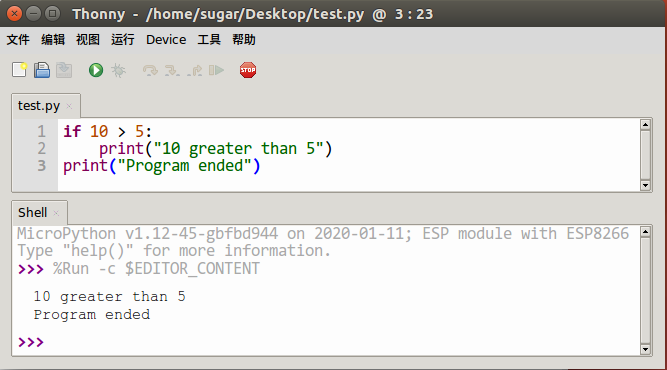 Thonny - /home/sugar/Desktop/test.py @ 3:23
文件 编辑 视图 运行 Device 工具 帮助
STOP
test.py ×
1 if 10 > 5:
2     print("10 greater than 5")
3 print("Program ended")
Shell ×
MicroPython v1.12-45-gbfbd944 on 2020-01-11; ESP module with ESP8266
Type "help()" for more information.
>>> %Run -c $EDITOR_CONTENT
10 greater than 5
Program ended
>>>